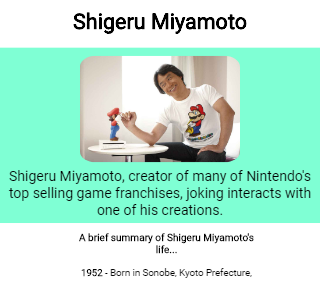 Shigeru Miyamoto
Shigeru Miyamoto, creator of many of Nintendo's
top selling game franchises, joking interacts with
one of his creations.
A brief summary of Shigeru Miyamoto's
life...
1952 - Born in Sonobe, Kyoto Prefecture,